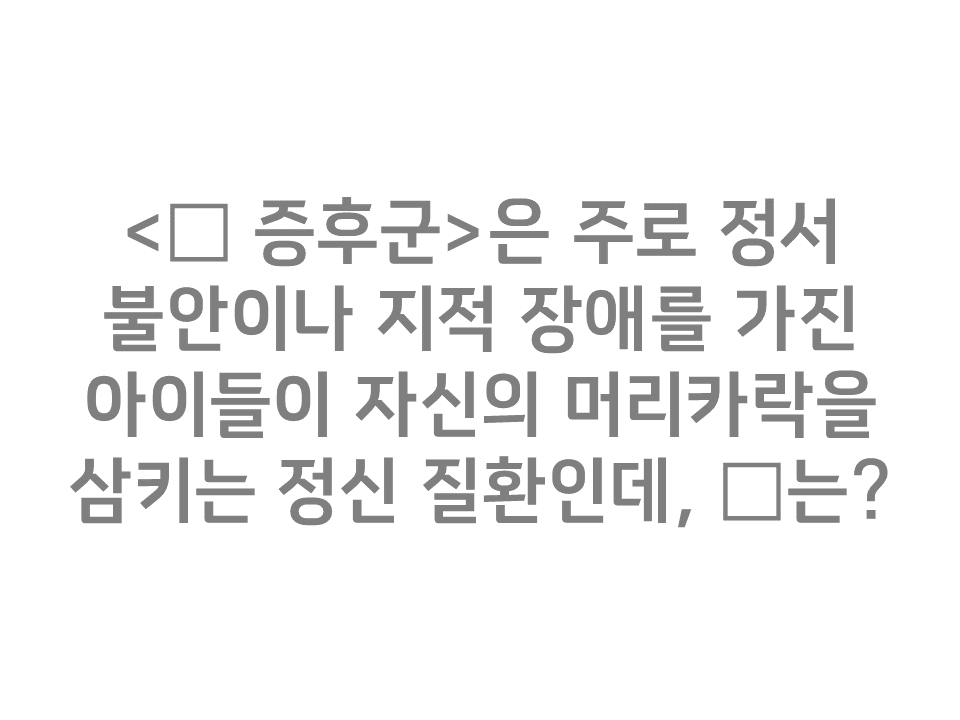 <□ 증후군>은 주로 정서
불안이나 지적 장애를 가진
아이들이 자신의 머리카락을
삼키는 정신 질환인데, □는?